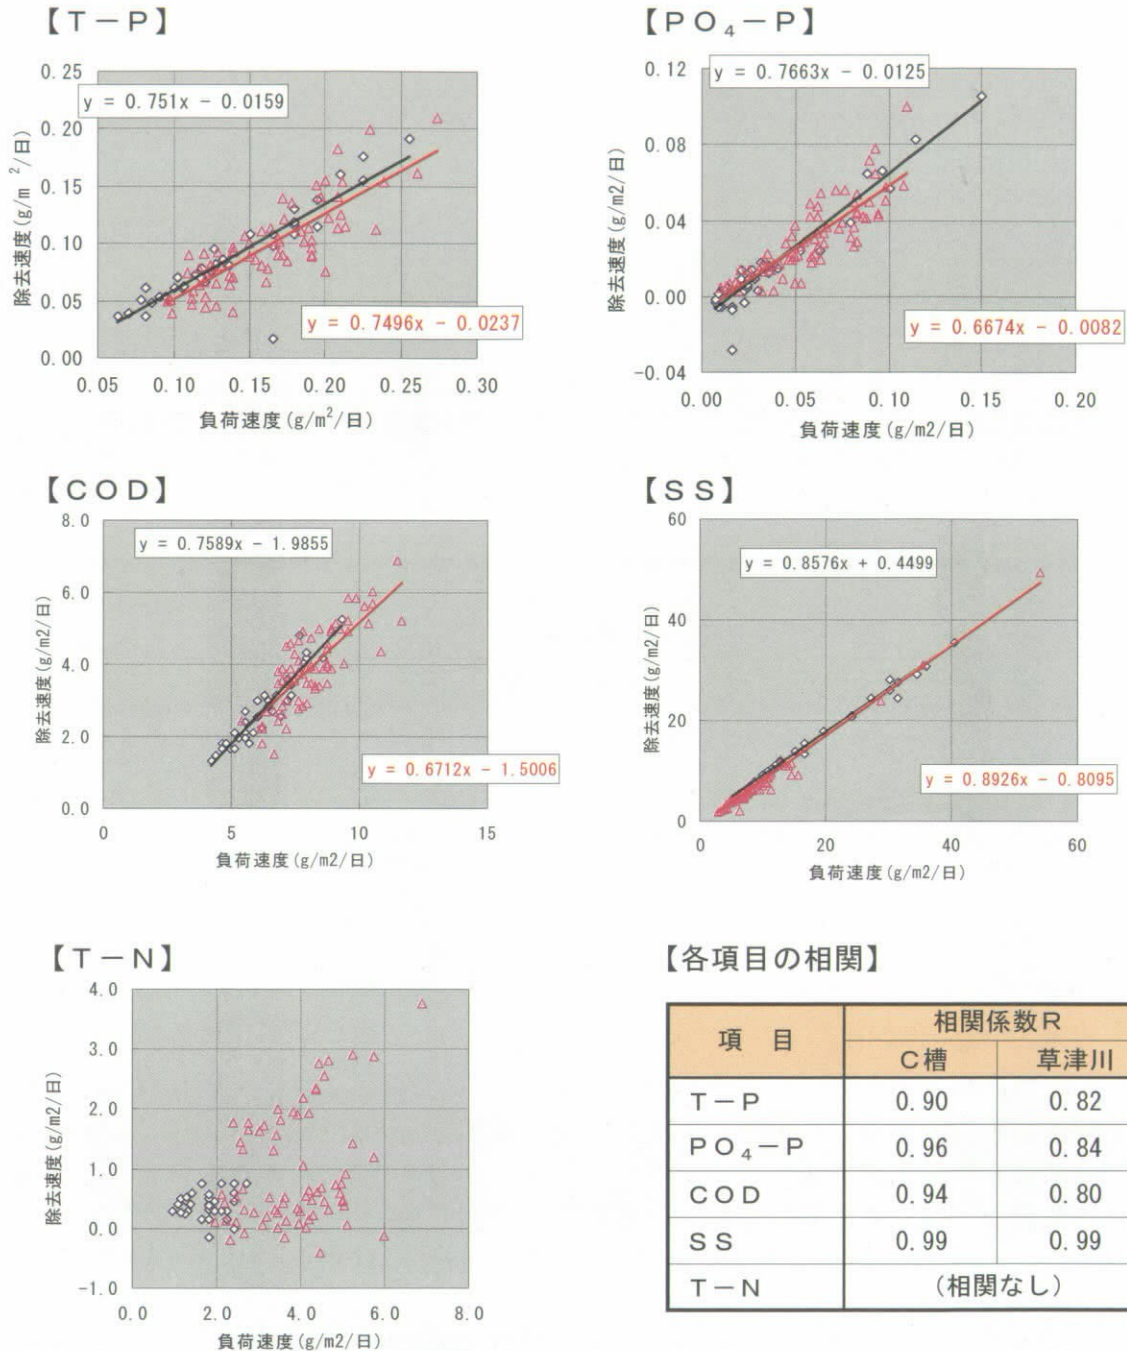 【T-P】
除去速度(g/m²/日)
0.25
0.20
0.15
0.10
0.05
0.00
y = 0.751x - 0.0159
y = 0.7496x - 0.0237
0.05 0.10 0.15 0.20 0.25 0.30
負荷速度(g/m²/日)
【PO₄-P】
除去速度(g/m2/日)
0.12
0.08
0.04
0.00
-0.04
y = 0.7663x - 0.0125
y = 0.6674x - 0.0082
0.00 0.05 0.10 0.15 0.20
負荷速度(g/m2/日)
【COD】
除去速度(g/m2/日)
8.0
6.0
4.0
2.0
0.0
y = 0.7589x - 1.9855
y = 0.6712x - 1.5006
0 5 10 15
負荷速度(g/m2/日)
【SS】
除去速度(g/m2/日)
60
40
20
0
y = 0.8576x + 0.4499
y = 0.8926x - 0.8095
0 20 40 60
負荷速度(g/m2/日)
【T-N】
除去速度(g/m2/日)
4.0
3.0
2.0
1.0
0.0
-1.0
0.0 2.0 4.0 6.0 8.0
負荷速度(g/m2/日)
【各項目の相関】
項 目 相関係数R
C槽 草津川
T-P 0.90 0.82
PO₄-P 0.96 0.84
COD 0.94 0.80
SS 0.99 0.99
T-N (相関なし)